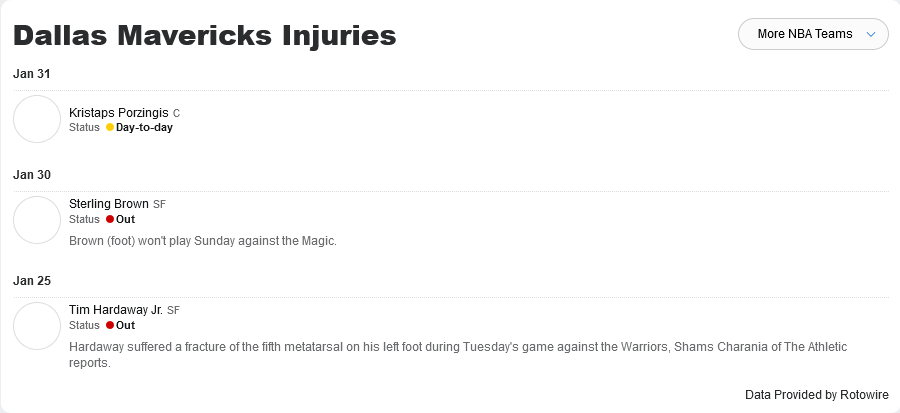 Dallas Mavericks Injuries
More NBA Teams
Jan 31
Kristaps Porzingis C
Status Day-to-day
Jan 30
Sterling Brown SF
Status Out
Brown (foot) won't play Sunday against the Magic.
Jan 25
Tim Hardaway Jr. SF
Status Out
Hardaway suffered a fracture of the fifth metatarsal on his left foot during Tuesday's game against the Warriors, Shams Charania of The Athletic
reports.
Data Provided by Rotowire